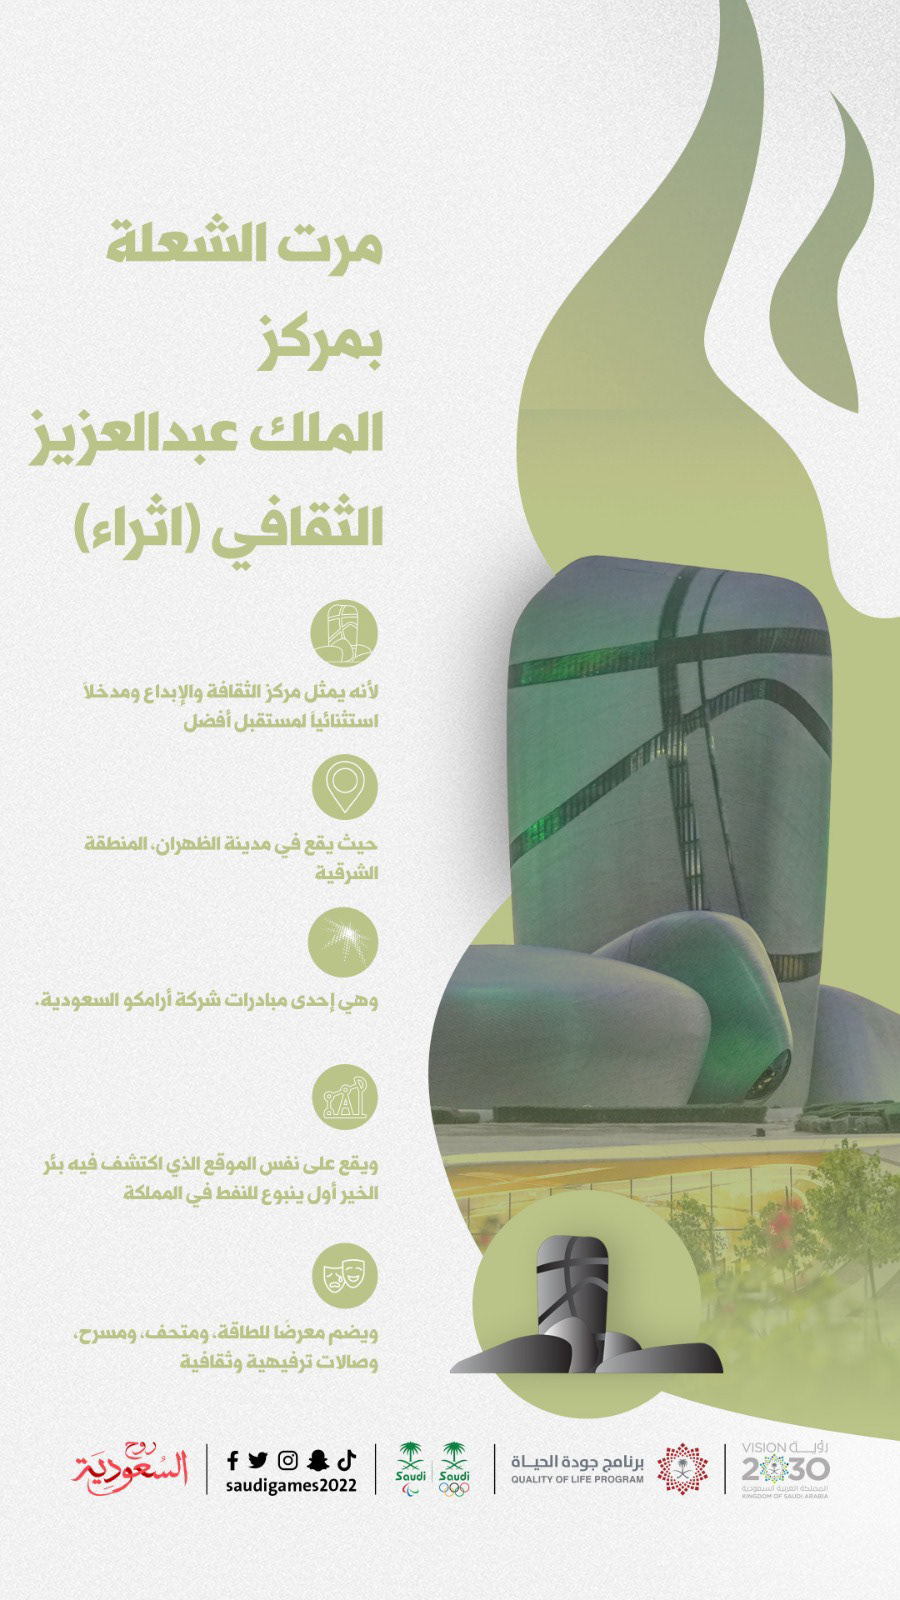 مرت الشعلة
بمركز
الملك عبدالعزيز
الثقافي (اثراء)
لأنه يمثل مركز الثقافة والإبداع ومدخلاً
استثنائياً لمستقبل أفضل
حيث يقع في مدينة الظهران، المنطقة
الشرقية
وهي إحدى مبادرات شركة أرامكو السعودية.
ويقع على نفس الموقع الذي اكتشف فيه بئر
الخير أول ينبوع للنفط في المملكة
ويضم معرضًا للطاقة، ومتحف، ومسرح،
وصالات ترفيهية وثقافية
روح
السعودية
saudigames2022
Saudi
Saudi
برنامج جودة الحياة
QUALITY OF LIFE PROGRAM
VISION رؤية
2030
المملكة العربية السعودية
KINGDOM OF SAUDI ARABIA